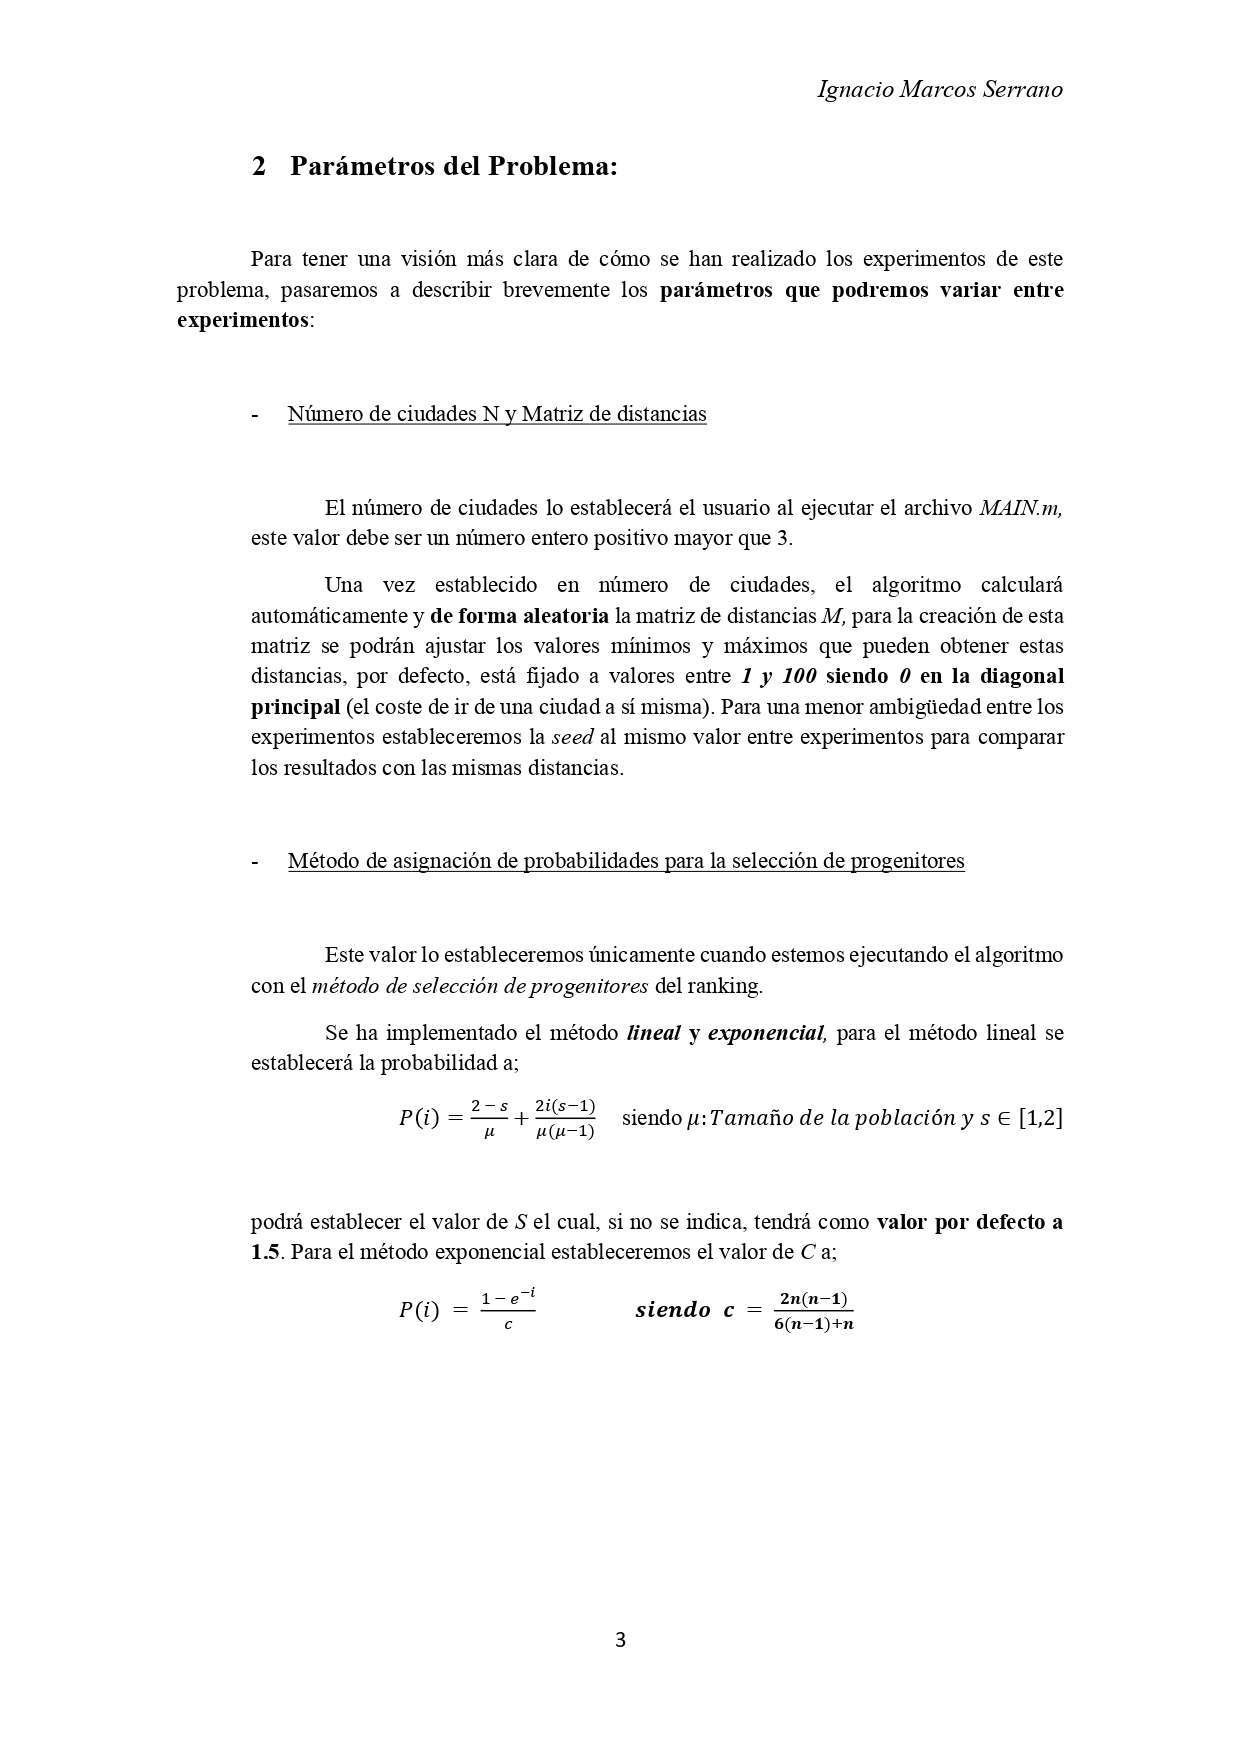 Ignacio Marcos Serrano
2 Parámetros del Problema:
Para tener una visión más clara de cómo se han realizado los experimentos de este
problema, pasaremos a describir brevemente los parámetros que podremos variar entre
experimentos:
- Número de ciudades N y Matriz de distancias
El número de ciudades lo establecerá el usuario al ejecutar el archivo MAIN.m,
este valor debe ser un número entero positivo mayor que 3.
Una vez establecido en número de ciudades, el algoritmo calculará
automáticamente y de forma aleatoria la matriz de distancias M, para la creación de esta
matriz se podrán ajustar los valores mínimos y máximos que pueden obtener estas
distancias, por defecto, está fijado a valores entre 1 y 100 siendo 0 en la diagonal
principal (el coste de ir de una ciudad a sí misma). Para una menor ambigüedad entre los
experimentos estableceremos la seed al mismo valor entre experimentos para comparar
los resultados con las mismas distancias.
- Método de asignación de probabilidades para la selección de progenitores
Este valor lo estableceremos únicamente cuando estemos ejecutando el algoritmo
con el método de selección de progenitores del ranking.
Se ha implementado el método lineal y exponencial, para el método lineal se
establecerá la probabilidad a;
P(i) = (2 − s)/μ + 2i(s−1)/μ(μ−1) siendo μ: Tamaño de la población y s ∈ [1,2]
podrá establecer el valor de S el cual, si no se indica, tendrá como valor por defecto a
1.5. Para el método exponencial estableceremos el valor de C a;
P(i) = (1 − e^−i)/c siendo c = 2n(n−1)/(6(n−1)+n)
3